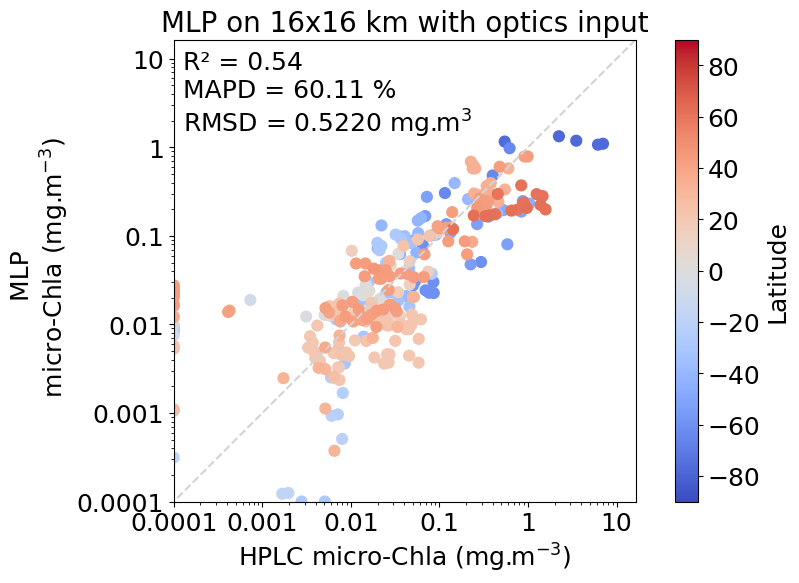 MLP on 16x16 km with optics input
R² = 0.54
MAPD = 60.11 %
RMSD = 0.5220 mg.m³
MLP
micro-Chla (mg.m⁻³)
10
1
0.1
0.01
0.001
0.0001
0.0001 0.001 0.01 0.1 1 10
HPLC micro-Chla (mg.m⁻³)
80
60
40
20
0
−20
−40
−60
−80
Latitude